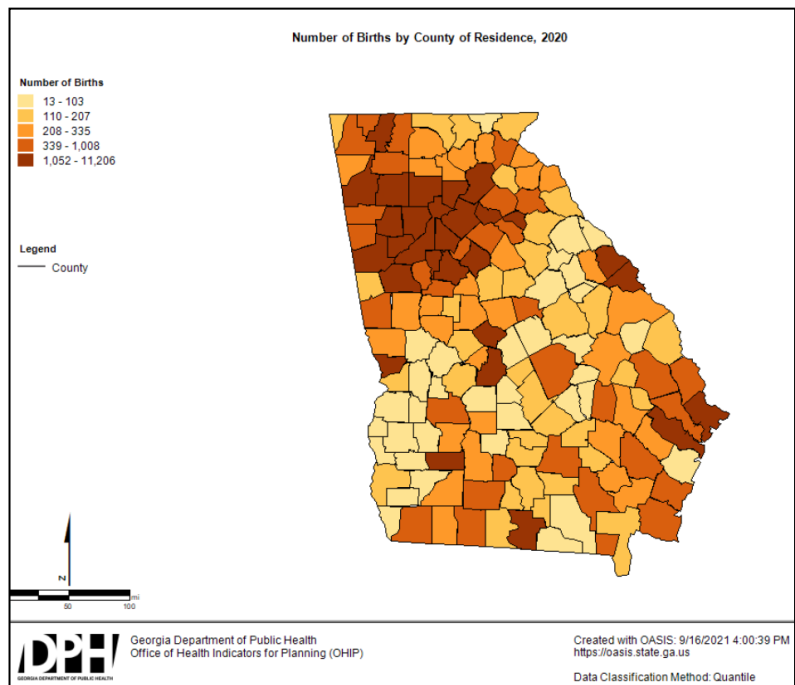 Number of Births by County of Residence, 2020
Number of Births
13 - 103
110 - 207
208 - 335
339 - 1,008
1,052 - 11,206
Legend
County
N
mi
50
100
DPH
GEORGIA DEPARTMENT OF PUBLIC HEALTH
Georgia Department of Public Health
Office of Health Indicators for Planning (OHIP)
Created with OASIS: 9/16/2021 4:00:39 PM
https://oasis.state.ga.us
Data Classification Method: Quantile